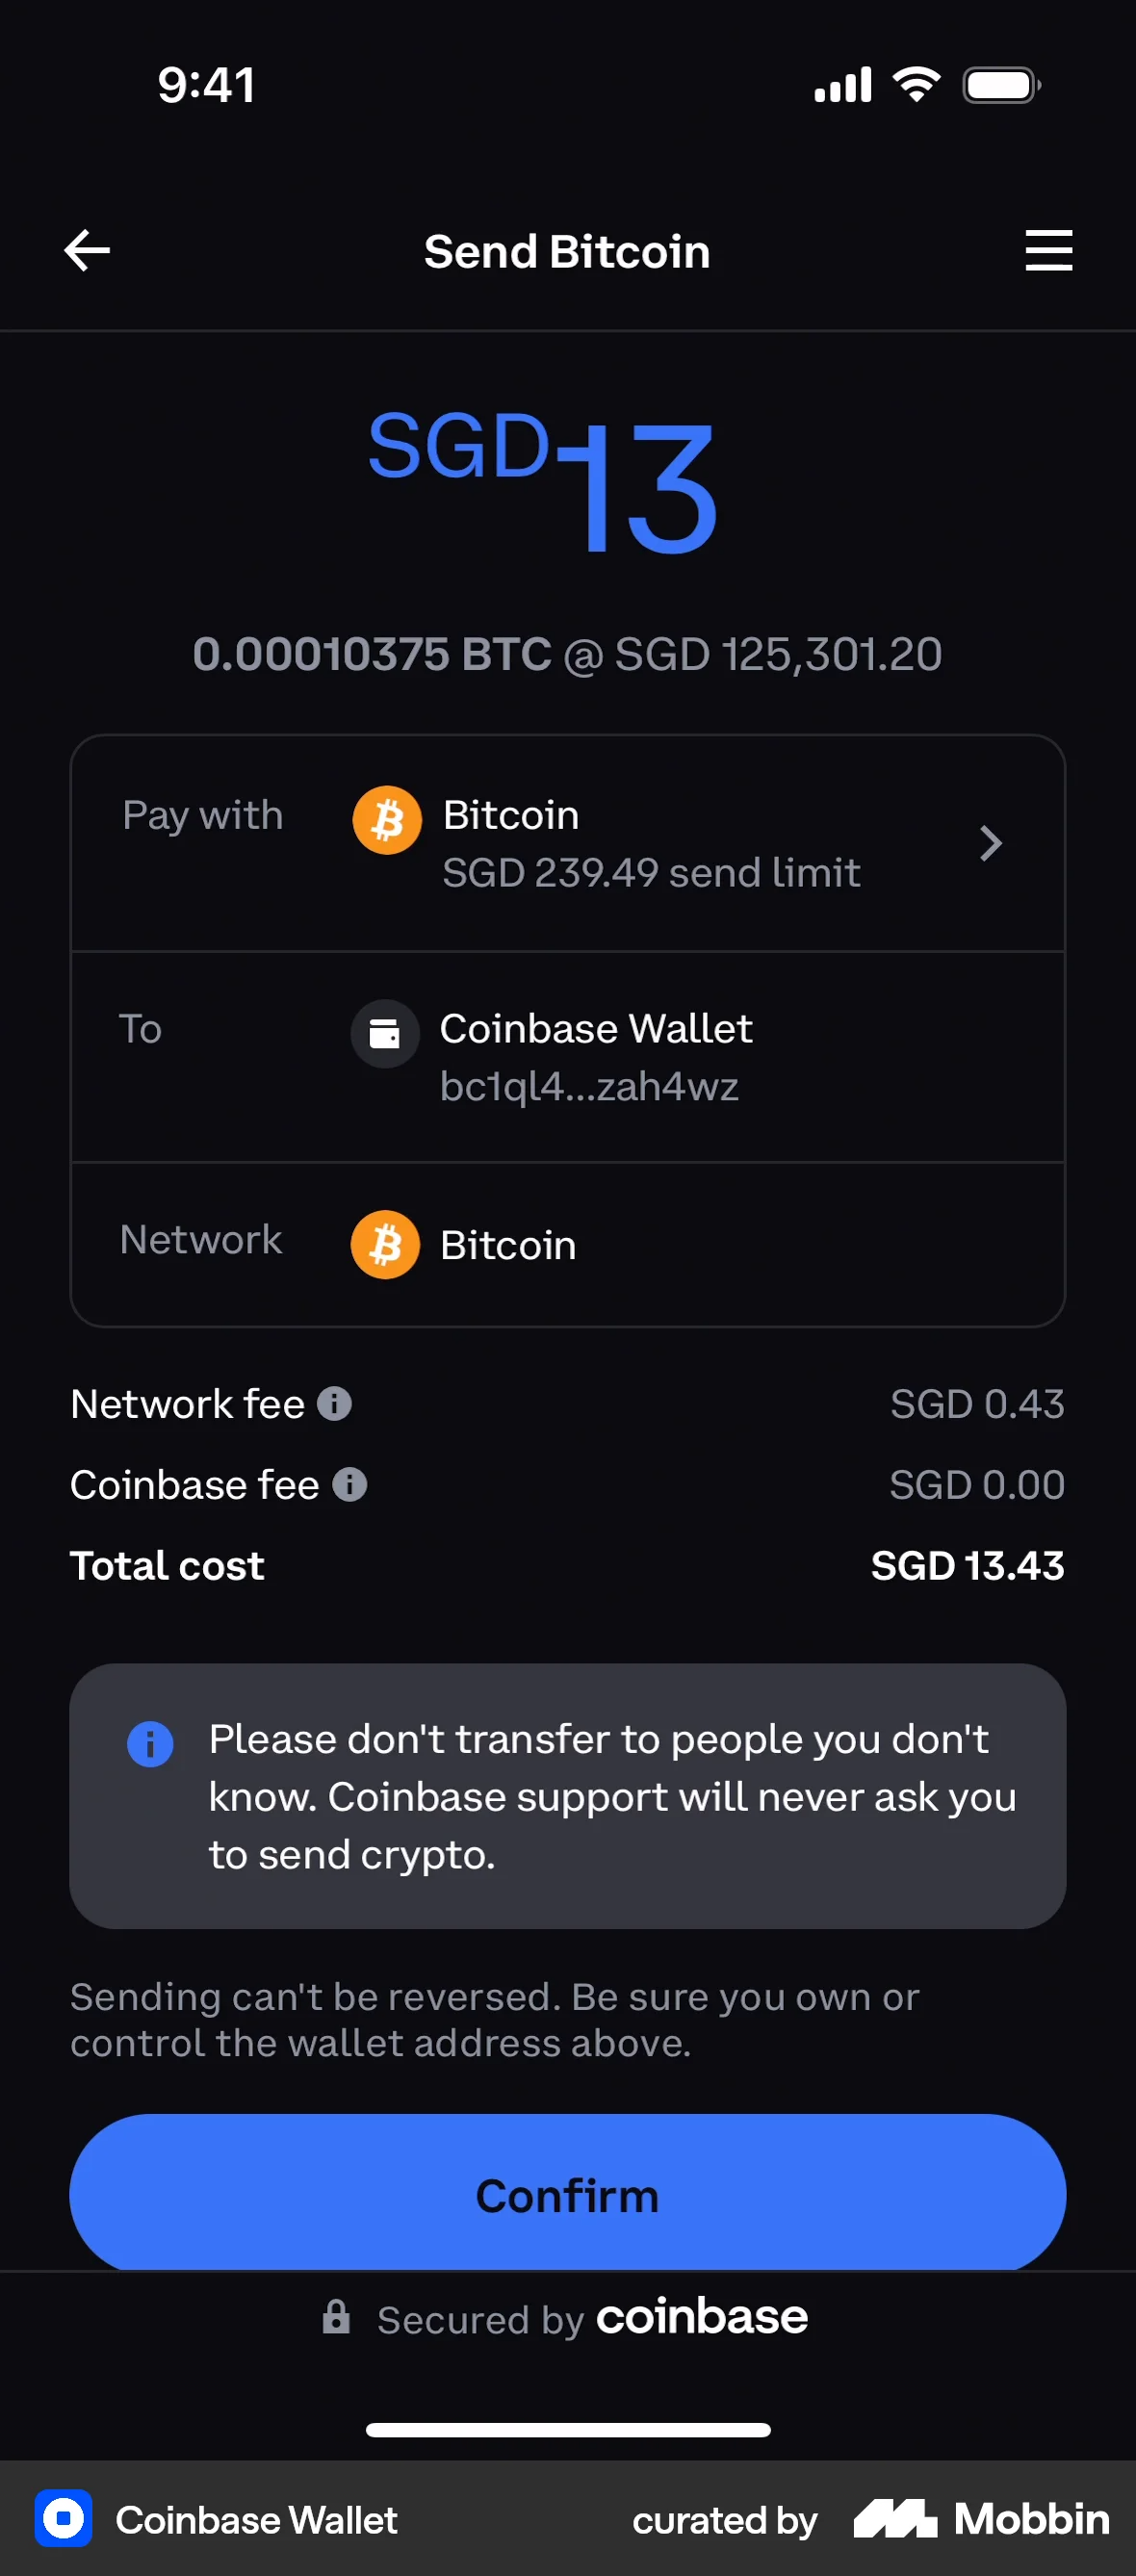 9:41
Send Bitcoin
SGD13
0.00010375 BTC @ SGD 125,301.20
Pay with
Bitcoin
SGD 239.49 send limit
To
Coinbase Wallet
bc1ql4...zah4wz
Network
Bitcoin
Network fee
SGD 0.43
Coinbase fee
SGD 0.00
Total cost
SGD 13.43
Please don't transfer to people you don't
know. Coinbase support will never ask you
to send crypto.
Sending can't be reversed. Be sure you own or
control the wallet address above.
Confirm
Secured by coinbase
Coinbase Wallet
curated by Mobbin